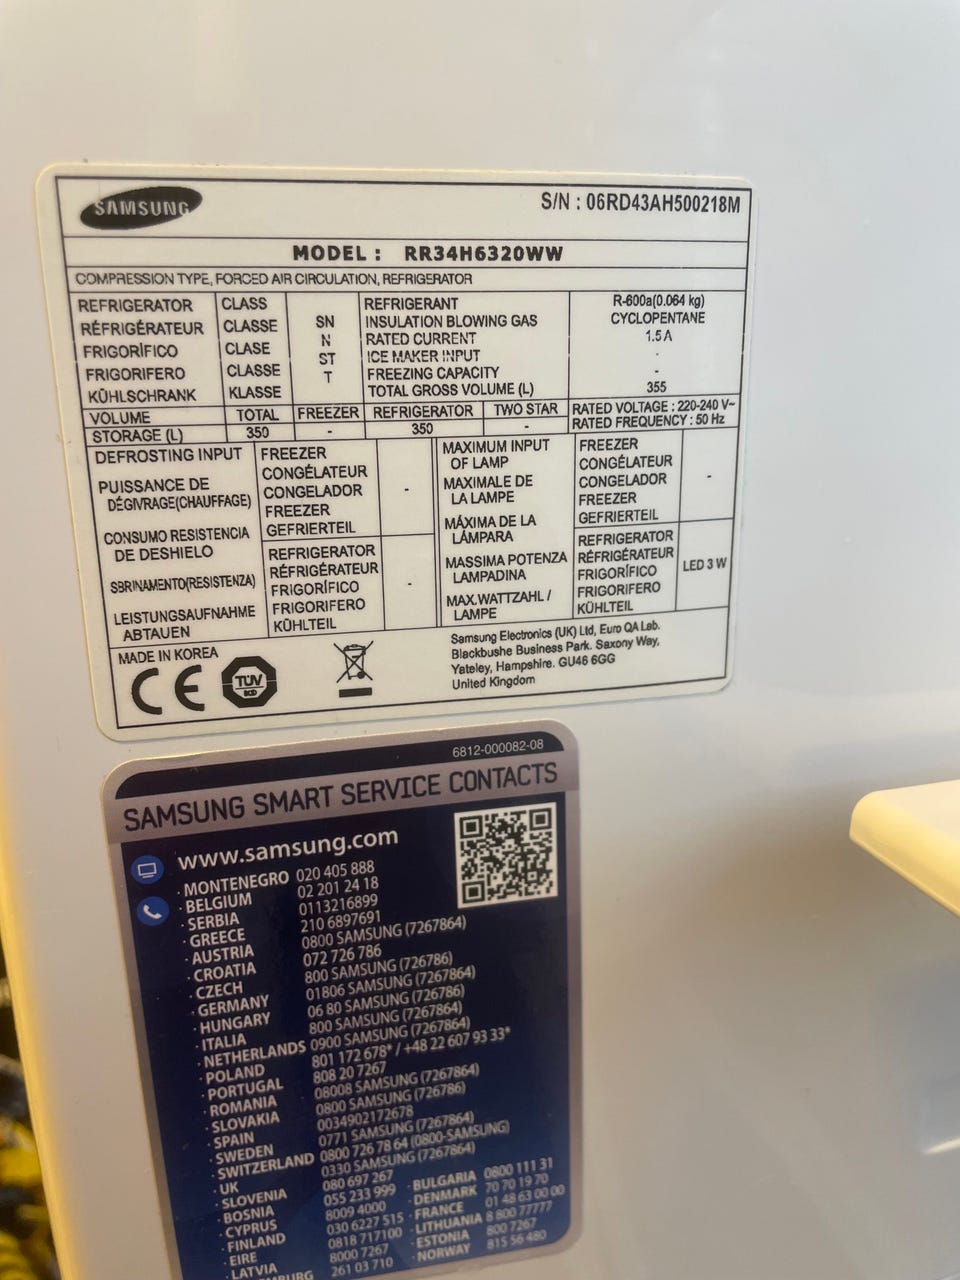 SAMSUNG
S/N : 06RD43AH500218M
MODEL : RR34H6320WW
COMPRESSION TYPE, FORCED AIR CIRCULATION, REFRIGERATOR
REFRIGERATOR CLASS SN REFRIGERANT R-600a(0.064 kg)
RÉFRIGÉRATEUR CLASSE N INSULATION BLOWING GAS CYCLOPENTANE
FRIGORÍFICO CLASE ST RATED CURRENT 1.5 A
FRIGORIFERO CLASSE T ICE MAKER INPUT -
KÜHLSCHRANK KLASSE FREEZING CAPACITY -
TOTAL GROSS VOLUME (L) 355
VOLUME TOTAL FREEZER REFRIGERATOR TWO STAR RATED VOLTAGE : 220-240 V~
STORAGE (L) 350 - 350 - RATED FREQUENCY : 50 Hz
DEFROSTING INPUT
PUISSANCE DE
DÉGIVRAGE(CHAUFFAGE)
CONSUMO RESISTENCIA
DE DESHIELO
SBRINAMENTO(RESISTENZA)
LEISTUNGSAUFNAHME
ABTAUEN
FREEZER
CONGÉLATEUR
CONGELADOR -
FREEZER
GEFRIERTEIL
REFRIGERATOR
RÉFRIGÉRATEUR
FRIGORÍFICO -
FRIGORIFERO
KÜHLTEIL
MAXIMUM INPUT
OF LAMP
MAXIMALE DE
LA LAMPE
MÁXIMA DE LA
LÁMPARA
MASSIMA POTENZA
LAMPADINA
MAX.WATTZAHL /
LAMPE
FREEZER
CONGÉLATEUR
CONGELADOR -
FREEZER
GEFRIERTEIL
REFRIGERATOR
RÉFRIGÉRATEUR
FRIGORÍFICO LED 3 W
FRIGORIFERO
KÜHLTEIL
MADE IN KOREA
CE
TÜV
Samsung Electronics (UK) Ltd, Euro QA Lab.
Blackbushe Business Park. Saxony Way,
Yateley, Hampshire. GU46 6GG
United Kingdom
6812-000082-08
SAMSUNG SMART SERVICE CONTACTS
www.samsung.com
· MONTENEGRO 020 405 888
· BELGIUM 02 201 24 18
· SERBIA 0113216899
· GREECE 210 6897691
· AUSTRIA 0800 SAMSUNG (7267864)
· CROATIA 072 726 786
· CZECH 800 SAMSUNG (726786)
· GERMANY 01806 SAMSUNG (7267864)
· HUNGARY 06 80 SAMSUNG (726786)
· ITALIA 800 SAMSUNG (7267864)
· NETHERLANDS 0900 SAMSUNG (7267864)
· POLAND 801 172 678* / +48 22 607 93 33*
· PORTUGAL 808 20 7267
· ROMANIA 08008 SAMSUNG (7267864)
· SLOVAKIA 0800 SAMSUNG (726786)
· SPAIN 0034902172678
· SWEDEN 0771 SAMSUNG (7267864)
· SWITZERLAND 0800 726 78 64 (0800-SAMSUNG)
· UK 0330 SAMSUNG (7267864)
· SLOVENIA 080 697 267
· BOSNIA 055 233 999
· CYPRUS 8009 4000
· FINLAND 030 6227 515
· EIRE 0818 717100
· LATVIA 8000 7267
261 03 710
· BULGARIA 0800 111 31
· DENMARK 70 70 19 70
· FRANCE 01 48 63 00 00
· LITHUANIA 8 800 77777
· ESTONIA 800 7267
· NORWAY 815 56 480